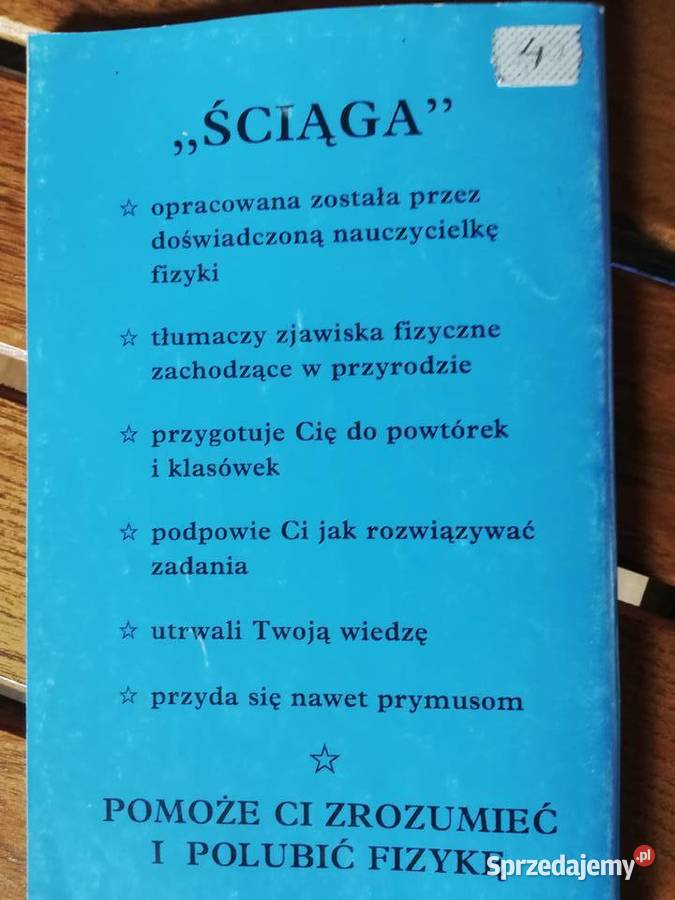 4
„ŚCIĄGA”
☆ opracowana została przez
doświadczoną nauczycielkę
fizyki
☆ tłumaczy zjawiska fizyczne
zachodzące w przyrodzie
☆ przygotuje Cię do powtórek
i klasówek
☆ podpowie Ci jak rozwiązywać
zadania
☆ utrwali Twoją wiedzę
☆ przyda się nawet prymusom
☆
POMOŻE CI ZROZUMIEĆ
I POLUBIĆ FIZYKĘ
Sprzedajemy.pl